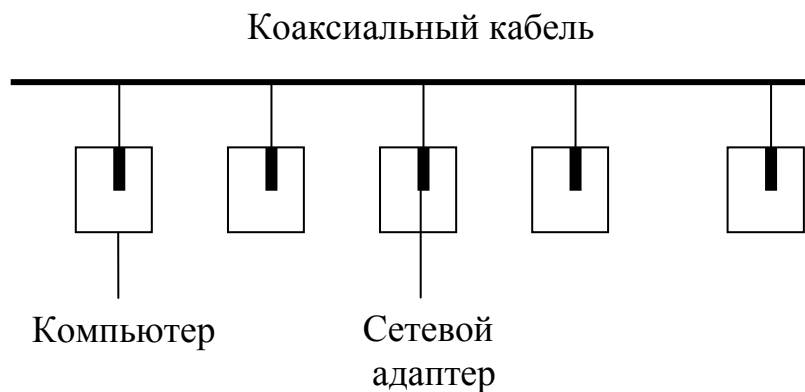 Коаксиальный кабель
Компьютер
Сетевой
адаптер